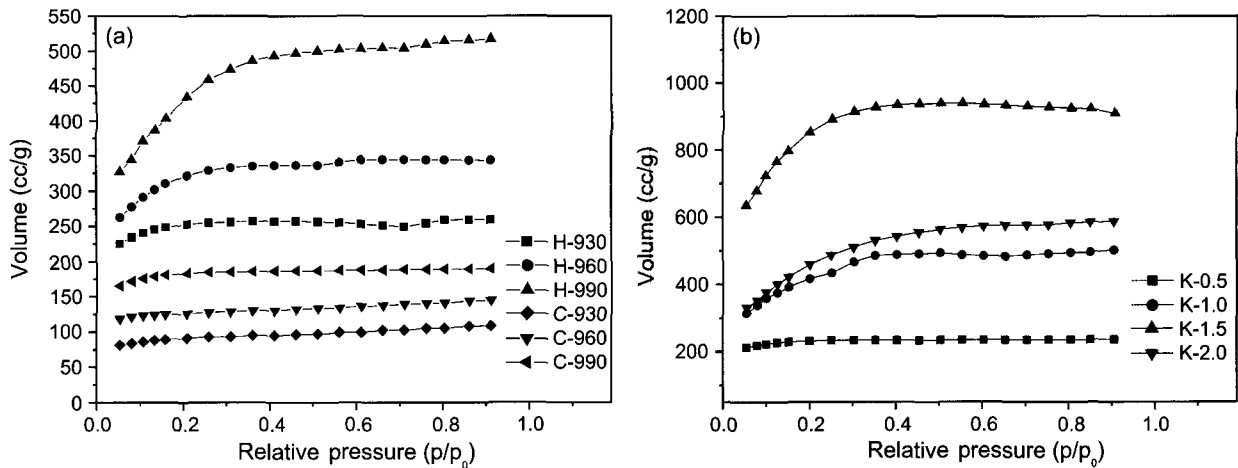 (a)
550
500
450
400
350
300
250
200
150
100
50
0
Volume (cc/g)
0.0
0.2
0.4
0.6
0.8
1.0
Relative pressure (p/p₀)
H-930
H-960
H-990
C-930
C-960
C-990
(b)
1200
1000
800
600
400
200
Volume (cc/g)
0.0
0.2
0.4
0.6
0.8
1.0
Relative pressure (p/p₀)
K-0.5
K-1.0
K-1.5
K-2.0